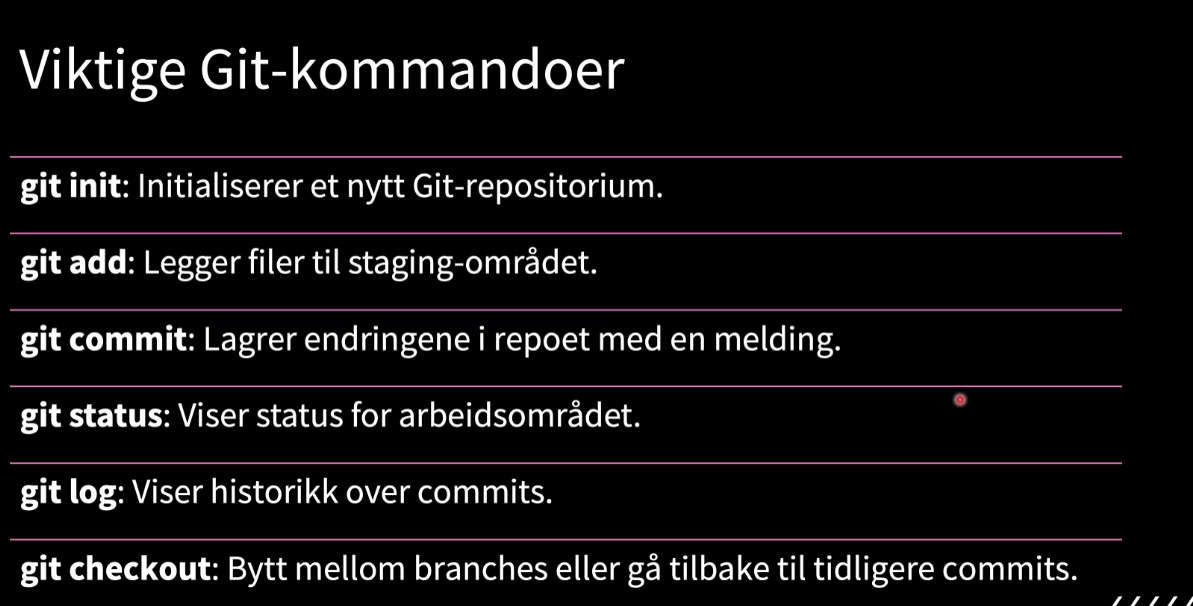 Viktige Git-kommandoer
git init: Initialiserer et nytt Git-repositorium.
git add: Legger filer til staging-området.
git commit: Lagrer endringene i repoet med en melding.
git status: Viser status for arbeidsområdet.
git log: Viser historikk over commits.
git checkout: Bytt mellom branches eller gå tilbake til tidligere commits.